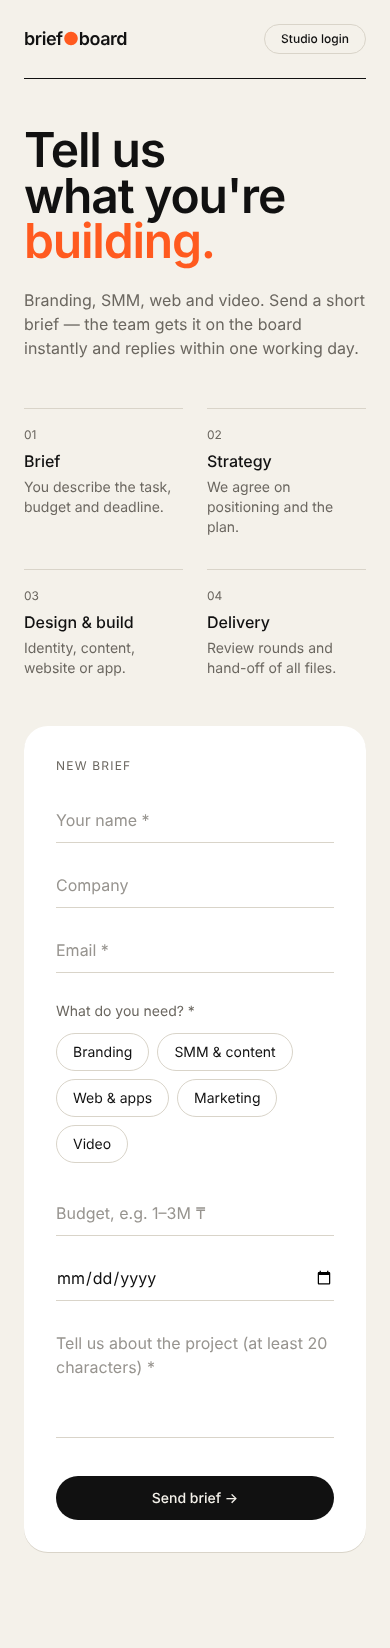 brief●board
Studio login
Tell us
what you're
building.
Branding, SMM, web and video. Send a short
brief — the team gets it on the board
instantly and replies within one working day.
01
Brief
You describe the task,
budget and deadline.
02
Strategy
We agree on
positioning and the
plan.
03
Design & build
Identity, content,
website or app.
04
Delivery
Review rounds and
hand-off of all files.
NEW BRIEF
Your name *
Company
Email *
What do you need? *
Branding
SMM & content
Web & apps
Marketing
Video
Budget, e.g. 1–3M ₸
mm/dd/yyyy
Tell us about the project (at least 20
characters) *
Send brief →